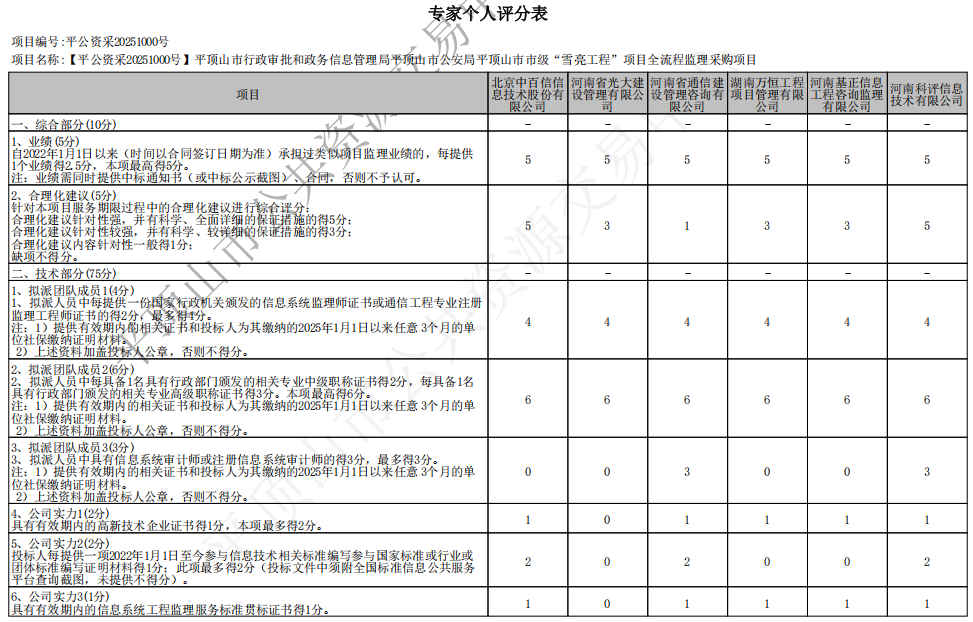 专家个人评分表
项目编号:平公资采20251000号
项目名称:【平公资采20251000号】平顶山市行政审批和政务信息管理局平顶山市公安局平顶山市市级“雪亮工程”项目全流程监理采购项目
项目 北京中百信信息技术股份有限公司 河南省光大建设管理有限公司 河南省通信建设管理咨询有限公司 湖南万恒工程项目管理有限公司 河南基正信息工程咨询监理有限公司 河南科评信息技术有限公司
一、综合部分(10分) - - - - - -
1、业绩(5分)
自2022年1月1日以来（时间以合同签订日期为准）承担过类似项目监理业绩的，每提供
1个业绩得2.5分，本项最高得5分。
注：业绩需同时提供中标通知书（或中标公示截图）、合同，否则不予认可。
5 5 5 5 5 5
2、合理化建议(5分)
针对本项目服务期限过程中的合理化建议进行综合评分：
合理化建议针对性强，并有科学、全面详细的保证措施的得5分；
合理化建议针对性较强，并有科学、较详细的保证措施的得3分；
合理化建议内容针对性一般得1分；
缺项不得分。
5 3 1 3 3 5
二、技术部分(75分) - - - - - -
1、拟派团队成员1(4分)
1、拟派人员中每提供一份国家行政机关颁发的信息系统监理师证书或通信工程专业注册
监理工程师证书的得2分，最多得4分。
注：1）提供有效期内的相关证书和投标人为其缴纳的2025年1月1日以来任意 3个月的单
位社保缴纳证明材料。
2）上述资料加盖投标人公章，否则不得分。
4 4 4 4 4 4
2、拟派团队成员2(6分)
2、拟派人员中每具备1名具有行政部门颁发的相关专业中级职称证书得2分，每具备1名
具有行政部门颁发的相关专业高级职称证书得3分。本项最高得6分。
注：1）提供有效期内的相关证书和投标人为其缴纳的2025年1月1日以来任意 3个月的单
位社保缴纳证明材料。
2）上述资料加盖投标人公章，否则不得分。
6 6 6 6 6 6
3、拟派团队成员3(3分)
3、拟派人员中具有信息系统审计师或注册信息系统审计师的得3分，最多得3分。
注：1）提供有效期内的相关证书和投标人为其缴纳的2025年1月1日以来任意 3个月的单
位社保缴纳证明材料。
2）上述资料加盖投标人公章，否则不得分。
0 0 3 0 0 3
4、公司实力1(2分)
具有有效期内的高新技术企业证书得1分，本项最多得2分。
1 0 1 1 1 1
5、公司实力2(2分)
投标人每提供一项2022年1月1日至今参与信息技术相关标准编写参与国家标准或行业或
团体标准编写证明材料得1分；此项最多得2分（投标文件中须附全国标准信息公共服务
平台查询截图，未提供不得分）。
2 0 2 0 0 2
6、公司实力3(1分)
具有有效期内的信息系统工程监理服务标准贯标证书得1分。
1 0 1 1 1 1
平顶山市公共资源交易中
平顶山市公共资源交易中